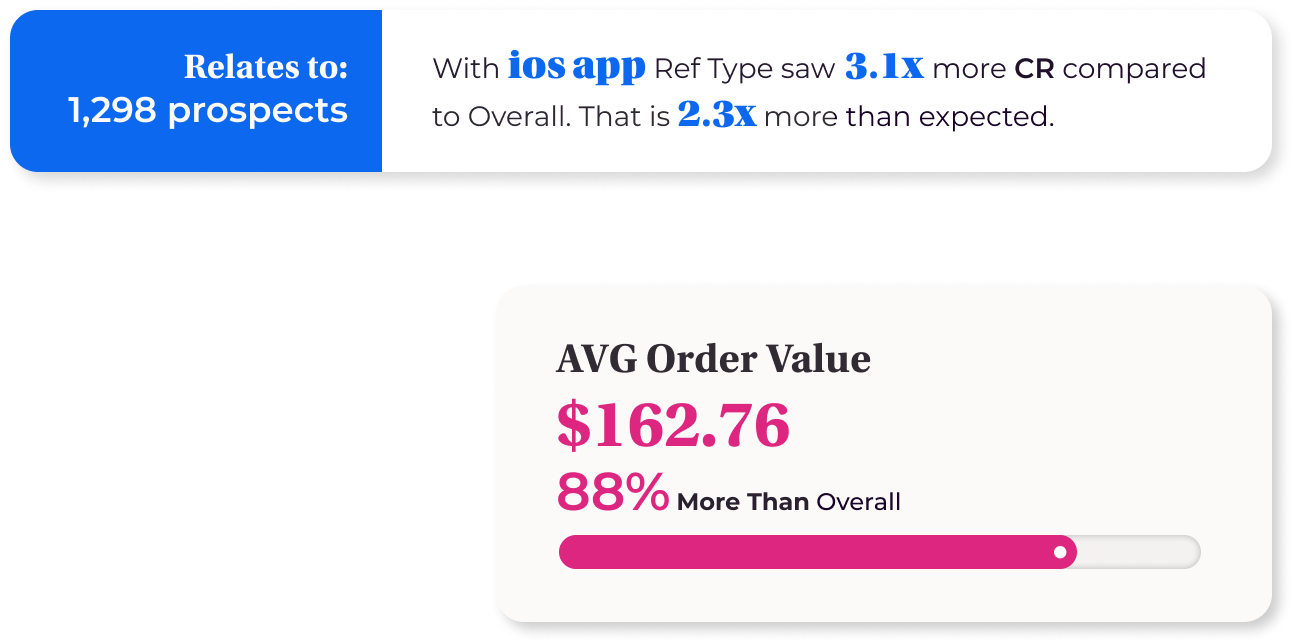 Relates to:
1,298 prospects
With ios app Ref Type saw 3.1x more CR compared
to Overall. That is 2.3x more than expected.
AVG Order Value
$162.76
88% More Than Overall